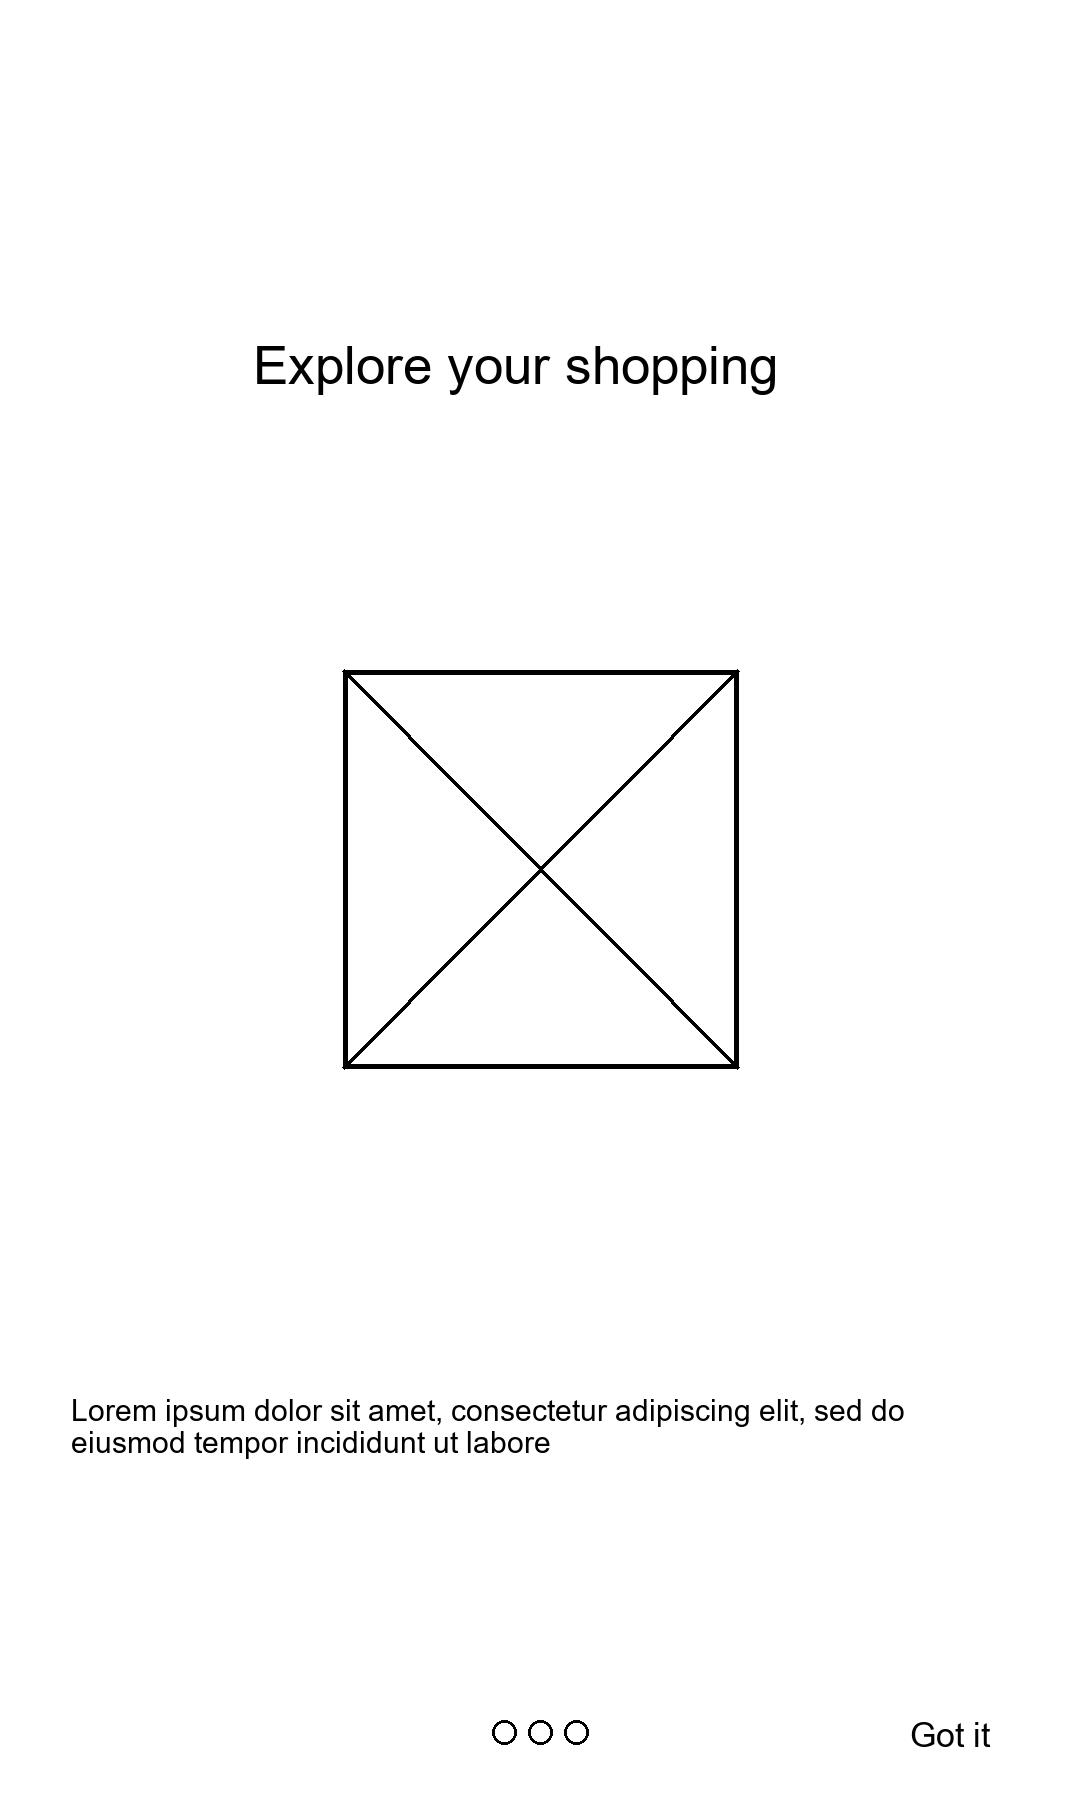 Explore your shopping
Lorem ipsum dolor sit amet, consectetur adipiscing elit, sed do
eiusmod tempor incididunt ut labore
Got it